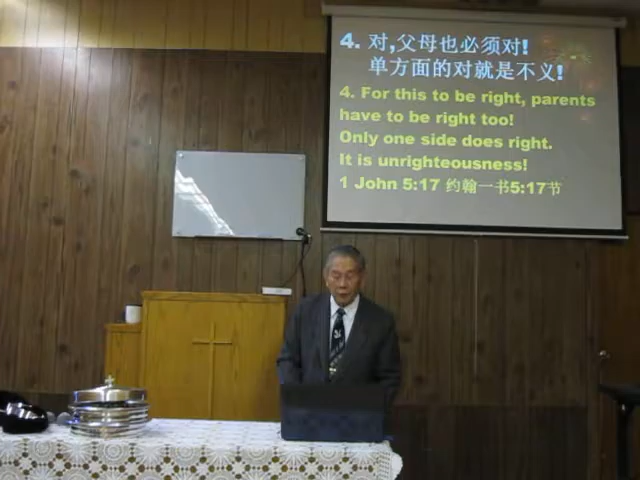 4. 对,父母也必须对!
单方面的对就是不义!
4. For this to be right, parents
have to be right too!
Only one side does right.
It is unrighteousness!
1 John 5:17 约翰一书5:17节